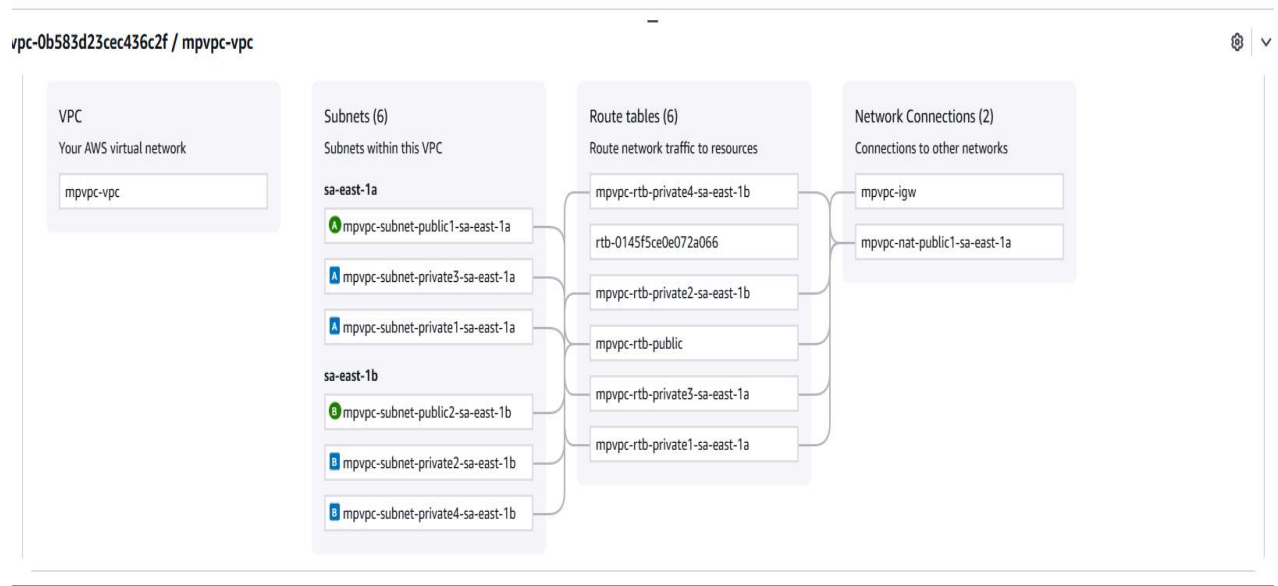 vpc-0b583d23cec436c2f / mpvpc-vpc
VPC
Your AWS virtual network
mpvpc-vpc
Subnets (6)
Subnets within this VPC
sa-east-1a
A mpvpc-subnet-public1-sa-east-1a
A mpvpc-subnet-private3-sa-east-1a
A mpvpc-subnet-private1-sa-east-1a
sa-east-1b
B mpvpc-subnet-public2-sa-east-1b
B mpvpc-subnet-private2-sa-east-1b
B mpvpc-subnet-private4-sa-east-1b
Route tables (6)
Route network traffic to resources
mpvpc-rtb-private4-sa-east-1b
rtb-0145f5ce0e072a066
mpvpc-rtb-private2-sa-east-1b
mpvpc-rtb-public
mpvpc-rtb-private3-sa-east-1a
mpvpc-rtb-private1-sa-east-1a
Network Connections (2)
Connections to other networks
mpvpc-igw
mpvpc-nat-public1-sa-east-1a